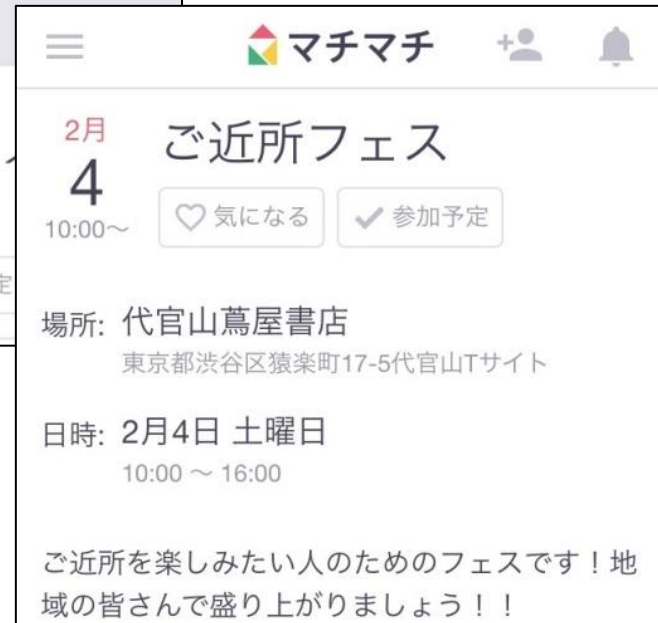 マチマチ
2月
4
10:00〜
ご近所フェス
気になる
参加予定
場所: 代官山蔦屋書店
東京都渋谷区猿楽町17-5代官山Tサイト
日時: 2月4日 土曜日
10:00 〜 16:00
ご近所を楽しみたい人のためのフェスです！地
域の皆さんで盛り上がりましょう！！
定